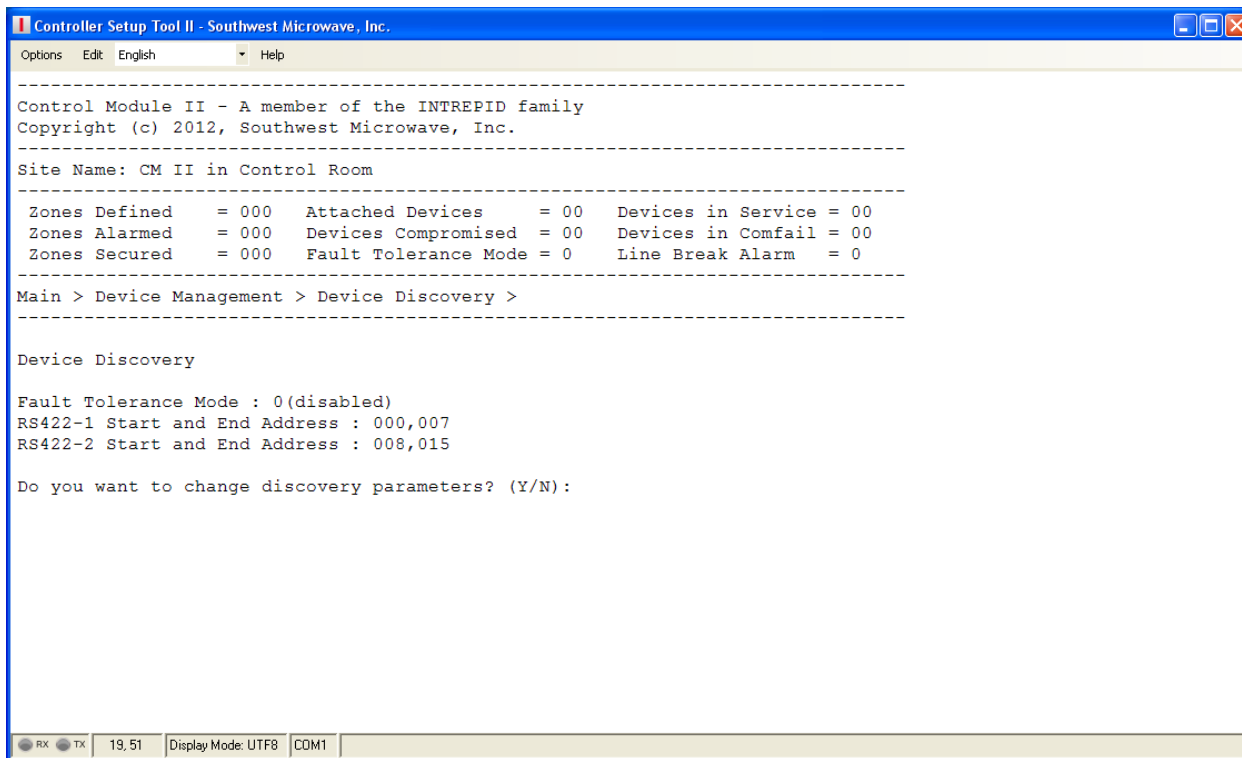 Controller Setup Tool II - Southwest Microwave, Inc.
Options Edit English Help
--------------------------------------------------------------------------------
Control Module II - A member of the INTREPID family
Copyright (c) 2012, Southwest Microwave, Inc.
--------------------------------------------------------------------------------
Site Name: CM II in Control Room
--------------------------------------------------------------------------------
Zones Defined = 000 Attached Devices = 00 Devices in Service = 00
Zones Alarmed = 000 Devices Compromised = 00 Devices in Comfail = 00
Zones Secured = 000 Fault Tolerance Mode = 0 Line Break Alarm = 0
--------------------------------------------------------------------------------
Main > Device Management > Device Discovery >
--------------------------------------------------------------------------------
Device Discovery
Fault Tolerance Mode : 0(disabled)
RS422-1 Start and End Address : 000,007
RS422-2 Start and End Address : 008,015
Do you want to change discovery parameters? (Y/N):
RX TX 19, 51 Display Mode: UTF8 COM1